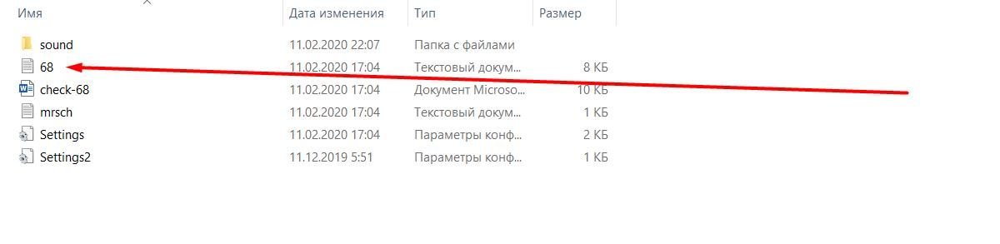 Имя Дата изменения Тип Размер
sound 11.02.2020 22:07 Папка с файлами
68 11.02.2020 17:04 Текстовый докум... 8 КБ
check-68 11.02.2020 17:04 Документ Microso... 10 КБ
mrsch 11.02.2020 17:04 Текстовый докум... 1 КБ
Settings 11.02.2020 17:04 Параметры конф... 2 КБ
Settings2 11.12.2019 5:51 Параметры конф... 1 КБ